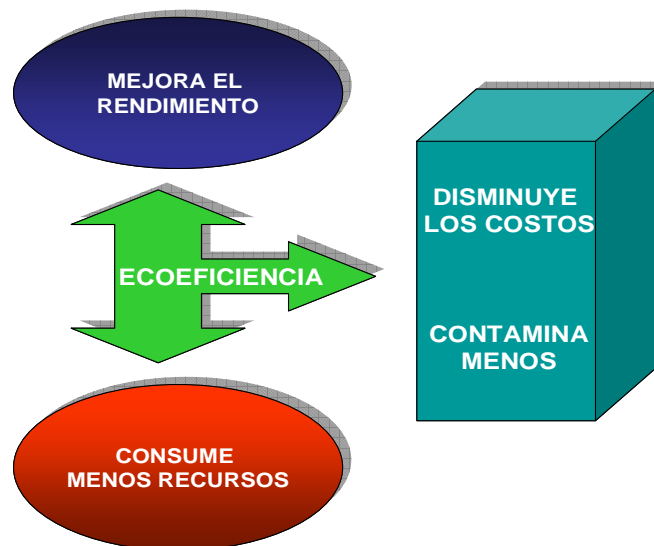 MEJORA EL
RENDIMIENTO
DISMINUYE
LOS COSTOS
ECOEFICIENCIA
CONTAMINA
MENOS
CONSUME
MENOS RECURSOS